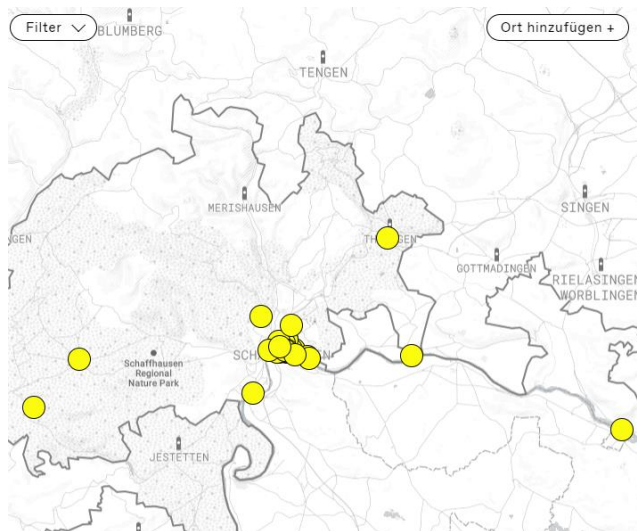 Filter
Ort hinzufügen +
BLUMBERG
TENGEN
MERISHAUSEN
SINGEN
GOTTMADINGEN
RIELASINGEN
WORBLINGEN
Schaffhausen
Regional
Nature Park
JESTETTEN